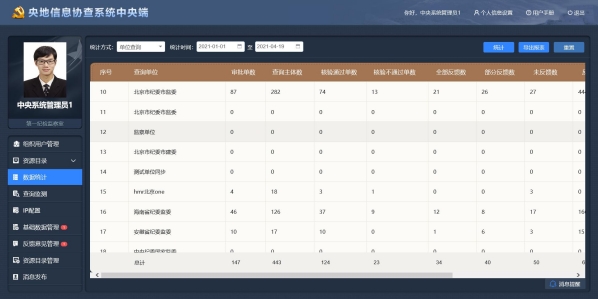 央地信息协查系统中央端
你好，中央系统管理员1 个人信息设置 用户手册 退出
统计方式： 单位查询 统计时间： 2021-01-01 至 2021-04-19 统计 导出报表 重置
中央系统管理员1
第一纪检监察室
组织用户管理
资源目录
数据统计
查询监测
IP配置
基础数据管理
反馈意见管理
资源目录管理
消息发布
序号 查询单位 审批单数 查询主体数 核验通过单数 核验不通过单数 全部反馈数 部分反馈数 未反馈数
10 北京市纪委市监委 87 282 74 13 21 26 27 444
11 北京市纪委市监委 0 0 0 0 0 0 0 0
12 监察单位 0 0 0 0 0 0 0 0
13 北京市纪委市建委 0 0 0 0 0 0 0 0
14 测试单位同步 0 0 0 0 0 0 0 0
15 hmr北京one 4 18 3 1 0 0 3 0
16 河南省纪委监委 46 126 37 9 12 8 17 164
17 安徽省纪委监委 10 17 10 0 1 6 3 15
总计 147 443 124 23 34 40 50
消息提醒